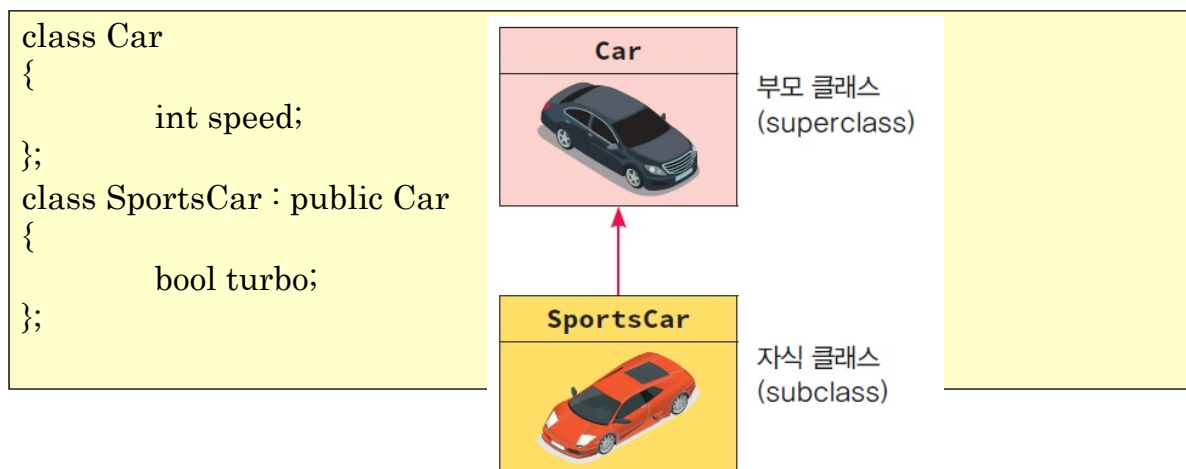 class Car
{
int speed;
};
class SportsCar : public Car
{
bool turbo;
};
Car
부모 클래스
(superclass)
SportsCar
자식 클래스
(subclass)